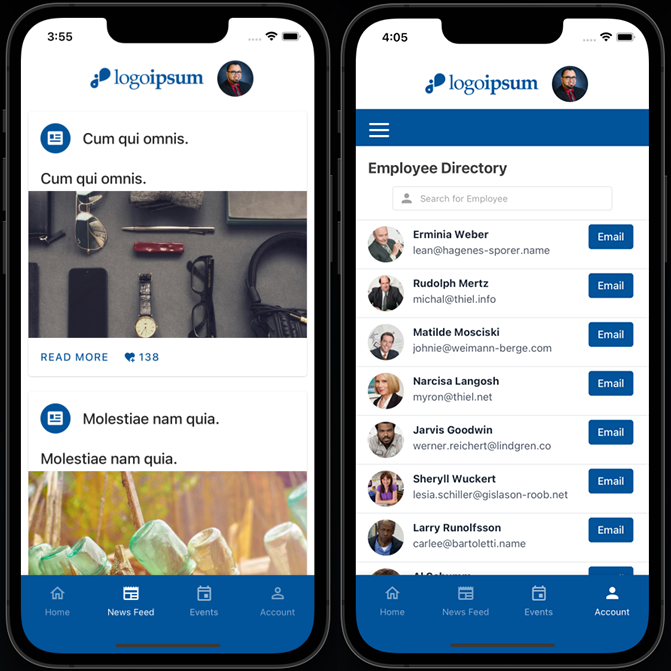 3:55
logoipsum
Cum qui omnis.
Cum qui omnis.
READ MORE 138
Molestiae nam quia.
Molestiae nam quia.
Home News Feed Events Account
4:05
logoipsum
Employee Directory
Search for Employee
Erminia Weber
lean@hagenes-sporer.name
Email
Rudolph Mertz
michal@thiel.info
Email
Matilde Mosciski
johnie@weimann-berge.com
Email
Narcisa Langosh
myron@thiel.net
Email
Jarvis Goodwin
werner.reichert@lindgren.co
Email
Sheryll Wuckert
lesia.schiller@gislason-roob.net
Email
Larry Runolfsson
carlee@bartoletti.name
Email
Home News Feed Events Account